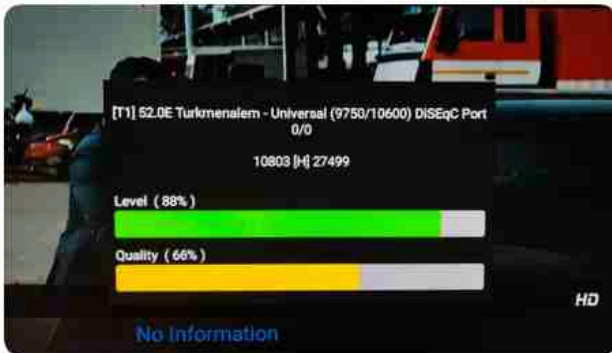 [T1] 52.0E Turkmenalem - Universal (9750/10600) DiSEqC Port
0/0
10803 [H] 27499
Level ( 88% )
Quality ( 66% )
HD
No Information